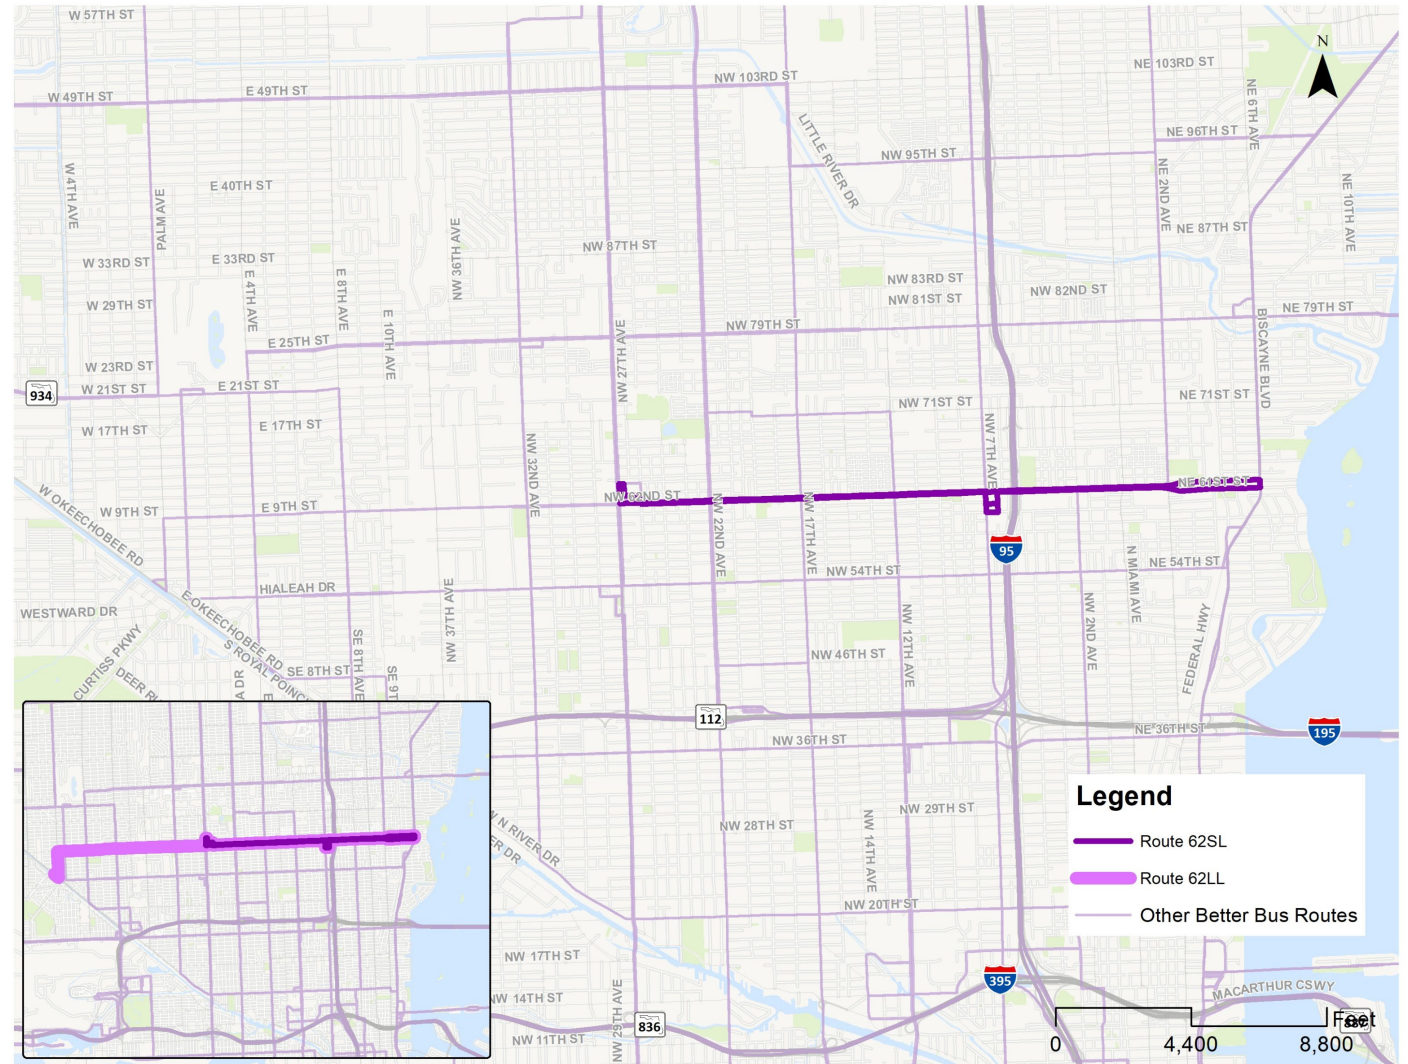 W 57TH ST
N
NW 103RD ST
NE 103RD ST
W 49TH ST
E 49TH ST
NE 6TH AVE
LITTLE RIVER DR
NE 96TH ST
NW 95TH ST
W 4TH AVE
PALM AVE
E 40TH ST
NE 2ND AVE
NE 10TH AVE
NW 36TH AVE
NE 87TH ST
NW 87TH ST
W 33RD ST
E 33RD ST
E 4TH AVE
E 8TH AVE
NW 83RD ST
NW 82ND ST
W 29TH ST
NW 81ST ST
NE 79TH ST
E 10TH AVE
NW 79TH ST
BISCAYNE BLVD
NW 27TH AVE
E 25TH ST
W 23RD ST
W 21ST ST
E 21ST ST
934
NE 71ST ST
NW 71ST ST
W 17TH ST
E 17TH ST
NW 7TH AVE
NW 32ND AVE
NE 61ST ST
NW 62ND ST
W OKEECHOBEE RD
W 9TH ST
E 9TH ST
NW 22ND AVE
NW 17TH AVE
95
N MIAMI AVE
NE 54TH ST
NW 54TH ST
HIALEAH DR
NW 37TH AVE
E OKEECHOBEE RD
WESTWARD DR
NW 2ND AVE
FEDERAL HWY
NW 12TH AVE
CURTISS PKWY
S ROYAL POINC
SE 8TH AVE
NW 46TH ST
SE 8TH ST
SE 9T
DEER RU
A DR
E
112
NE 36TH ST
195
NW 36TH ST
Legend
Route 62SL
Route 62LL
Other Better Bus Routes
NW 29TH ST
NW 28TH ST
NW 14TH AVE
W N RIVER DR
ER DR
NW 20TH ST
NW 17TH ST
395
NW 14TH ST
NW 29TH AVE
MACARTHUR CSWY
836
NW 11TH ST
Feet
0 4,400 8,800